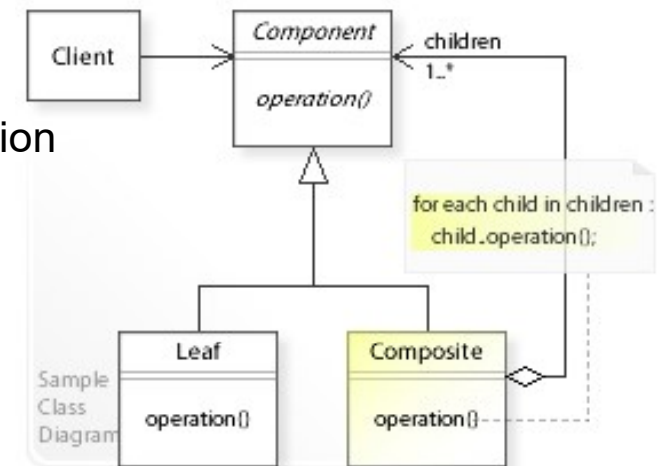 Client
Component
operation()
children
1..*
ion
for each child in children :
child.operation();
Leaf
operation()
Composite
operation()
Sample
Class
Diagram